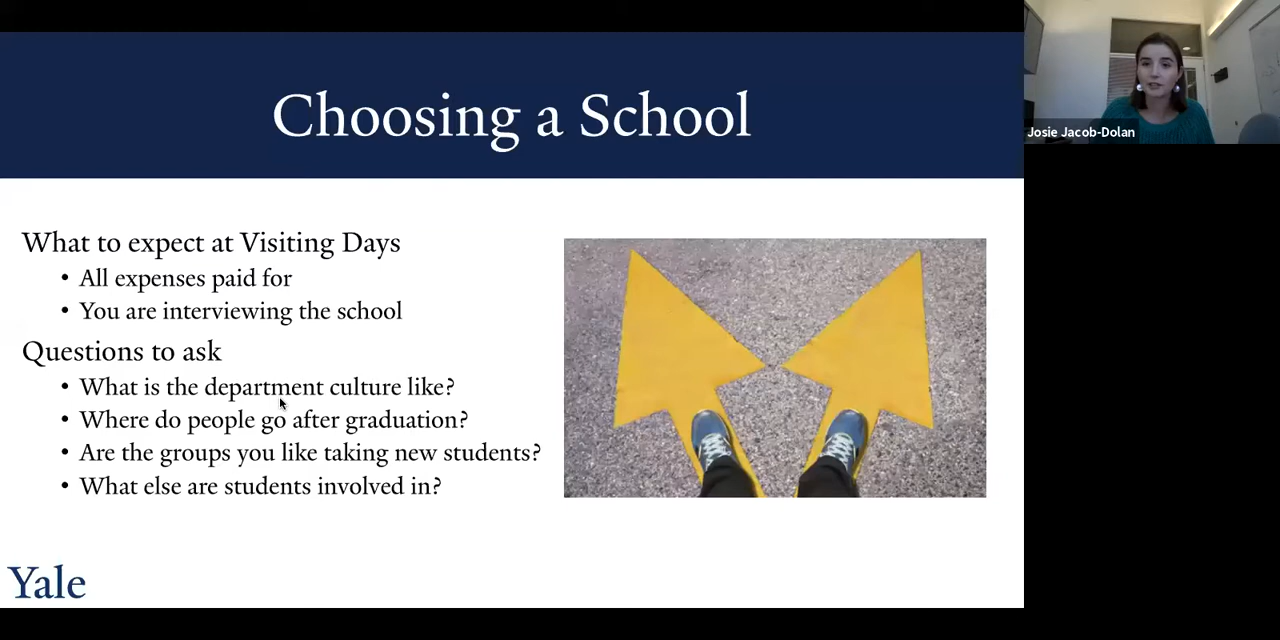 Choosing a School
Josie Jacob-Dolan
What to expect at Visiting Days
• All expenses paid for
• You are interviewing the school
Questions to ask
• What is the department culture like?
• Where do people go after graduation?
• Are the groups you like taking new students?
• What else are students involved in?
Yale